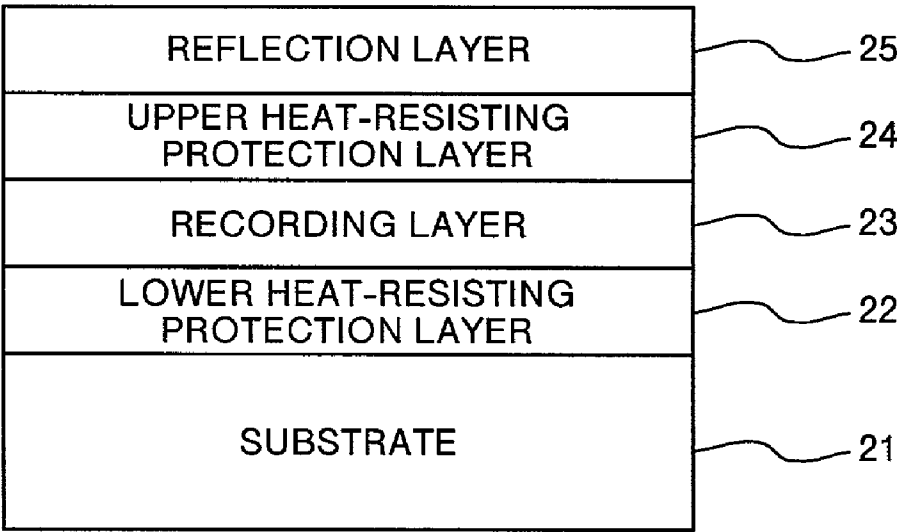 REFLECTION LAYER 25
UPPER HEAT-RESISTING
PROTECTION LAYER 24
RECORDING LAYER 23
LOWER HEAT-RESISTING
PROTECTION LAYER 22
SUBSTRATE 21